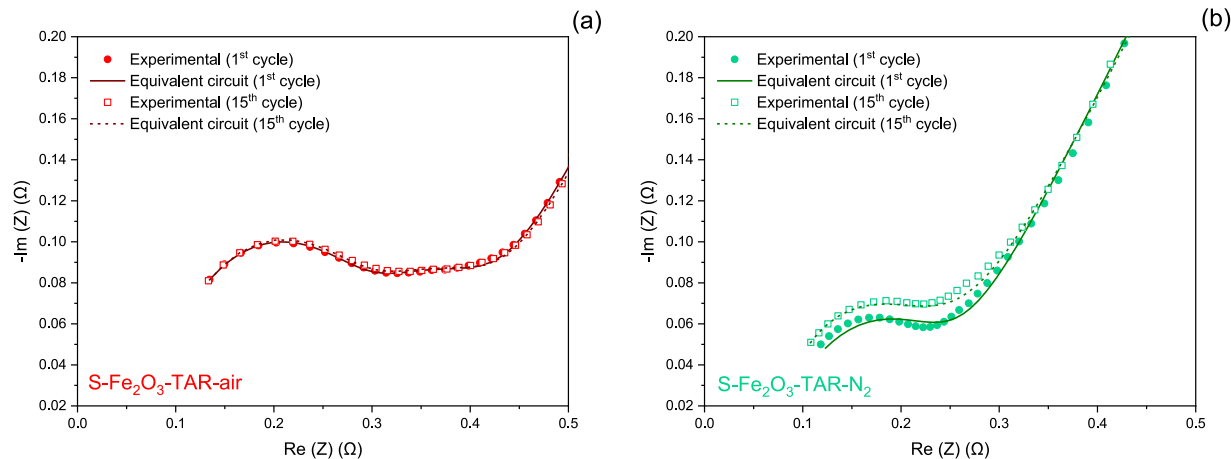 (a)
0.20
0.18
0.16
0.14
0.12
0.10
0.08
0.06
0.04
0.02
-Im (Z) (Ω)
Experimental (1st cycle)
Equivalent circuit (1st cycle)
Experimental (15th cycle)
Equivalent circuit (15th cycle)
S-Fe2O3-TAR-air
0.0 0.1 0.2 0.3 0.4 0.5
Re (Z) (Ω)
(b)
0.20
0.18
0.16
0.14
0.12
0.10
0.08
0.06
0.04
0.02
-Im (Z) (Ω)
Experimental (1st cycle)
Equivalent circuit (1st cycle)
Experimental (15th cycle)
Equivalent circuit (15th cycle)
S-Fe2O3-TAR-N2
0.0 0.1 0.2 0.3 0.4 0.5
Re (Z) (Ω)